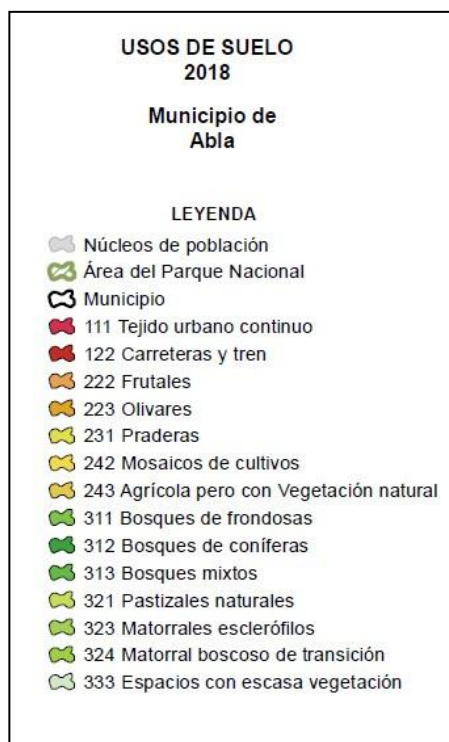 USOS DE SUELO
2018
Municipio de
Abla
LEYENDA
Núcleos de población
Área del Parque Nacional
Municipio
111 Tejido urbano continuo
122 Carreteras y tren
222 Frutales
223 Olivares
231 Praderas
242 Mosaicos de cultivos
243 Agrícola pero con Vegetación natural
311 Bosques de frondosas
312 Bosques de coníferas
313 Bosques mixtos
321 Pastizales naturales
323 Matorrales esclerófilos
324 Matorral boscoso de transición
333 Espacios con escasa vegetación